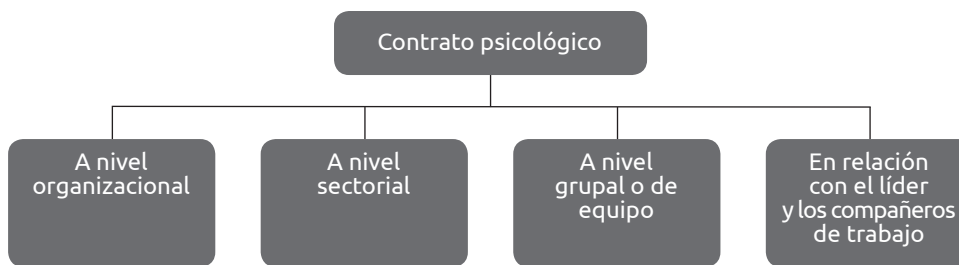 Contrato psicológico
A nivel
organizacional
A nivel
sectorial
A nivel
grupal o de
equipo
En relación
con el líder
y los compañeros
de trabajo